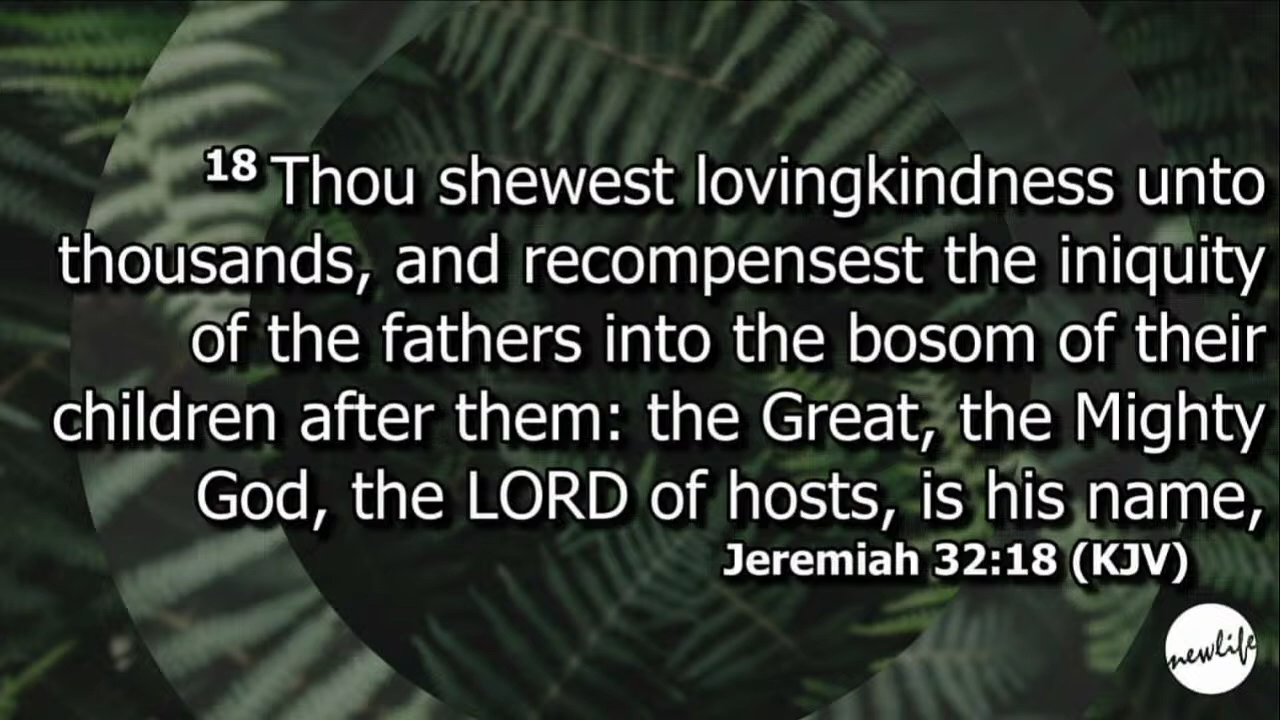 18 Thou shewest lovingkindness unto
thousands, and recompensest the iniquity
of the fathers into the bosom of their
children after them: the Great, the Mighty
God, the LORD of hosts, is his name,
Jeremiah 32:18 (KJV)
newlife